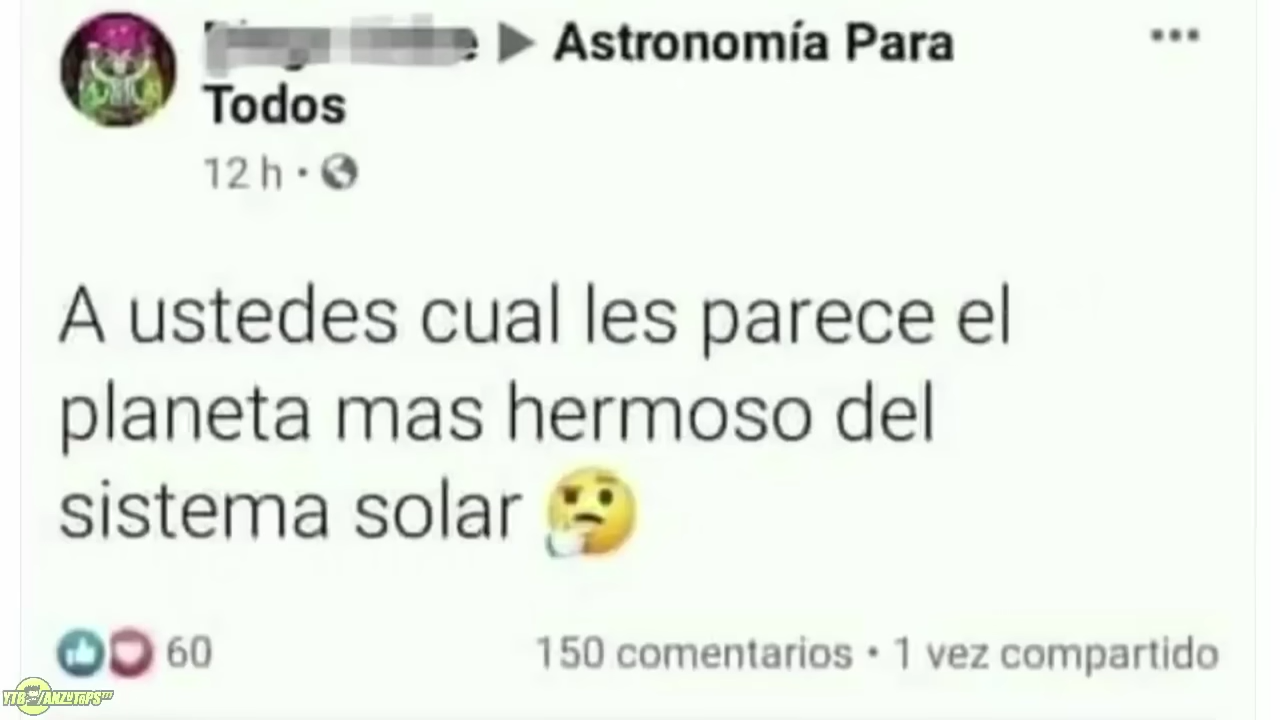 Astronomía Para
Todos
12 h ·
A ustedes cual les parece el
planeta mas hermoso del
sistema solar 🤔
60
150 comentarios • 1 vez compartido